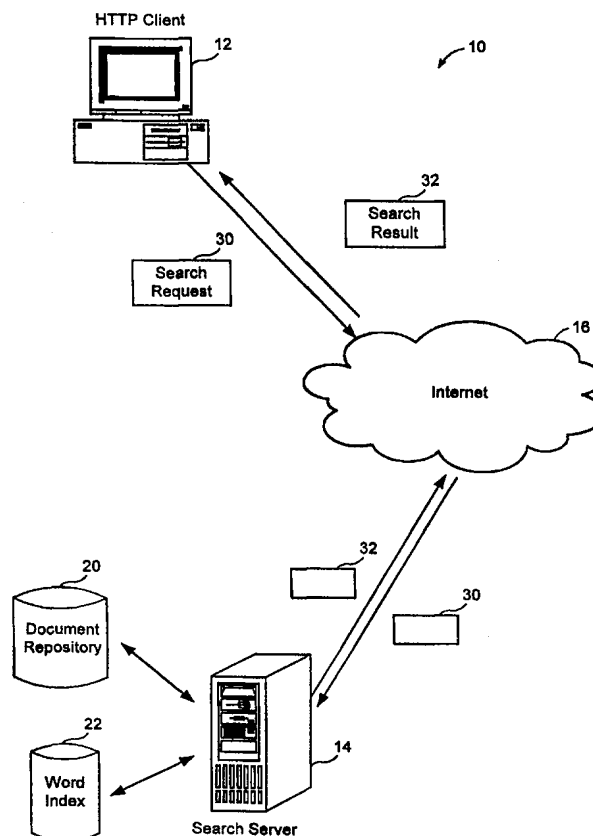 HTTP Client
12
10
32
Search
Result
30
Search
Request
16
Internet
32
30
20
Document
Repository
22
Word
Index
14
Search Server